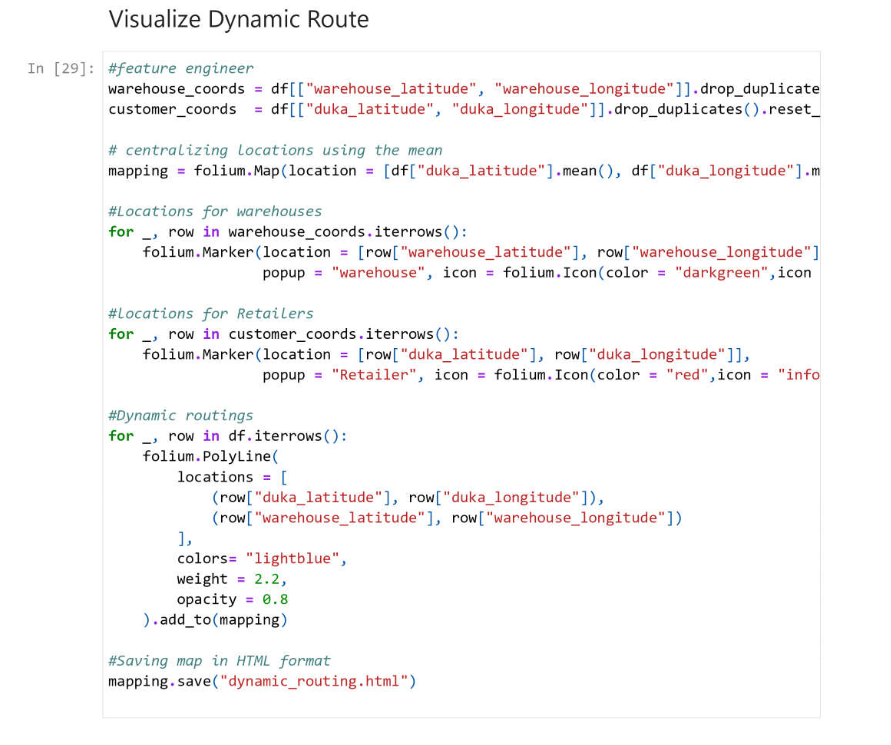 Visualize Dynamic Route
In [29]:
#feature engineer
warehouse_coords = df[["warehouse_latitude", "warehouse_longitude"]].drop_duplicate
customer_coords  = df[["duka_latitude", "duka_longitude"]].drop_duplicates().reset_
# centralizing locations using the mean
mapping = folium.Map(location = [df["duka_latitude"].mean(), df["duka_longitude"].m
#Locations for warehouses
for _, row in warehouse_coords.iterrows():
    folium.Marker(location = [row["warehouse_latitude"], row["warehouse_longitude"]
                  popup = "warehouse", icon = folium.Icon(color = "darkgreen",icon
#Locations for Retailers
for _, row in customer_coords.iterrows():
    folium.Marker(location = [row["duka_latitude"], row["duka_longitude"]],
                  popup = "Retailer", icon = folium.Icon(color = "red",icon = "info
#Dynamic routings
for _, row in df.iterrows():
    folium.PolyLine(
        locations = [
            (row["duka_latitude"], row["duka_longitude"]),
            (row["warehouse_latitude"], row["warehouse_longitude"])
        ],
        colors= "lightblue",
        weight = 2.2,
        opacity = 0.8
    ).add_to(mapping)
#Saving map in HTML format
mapping.save("dynamic_routing.html")